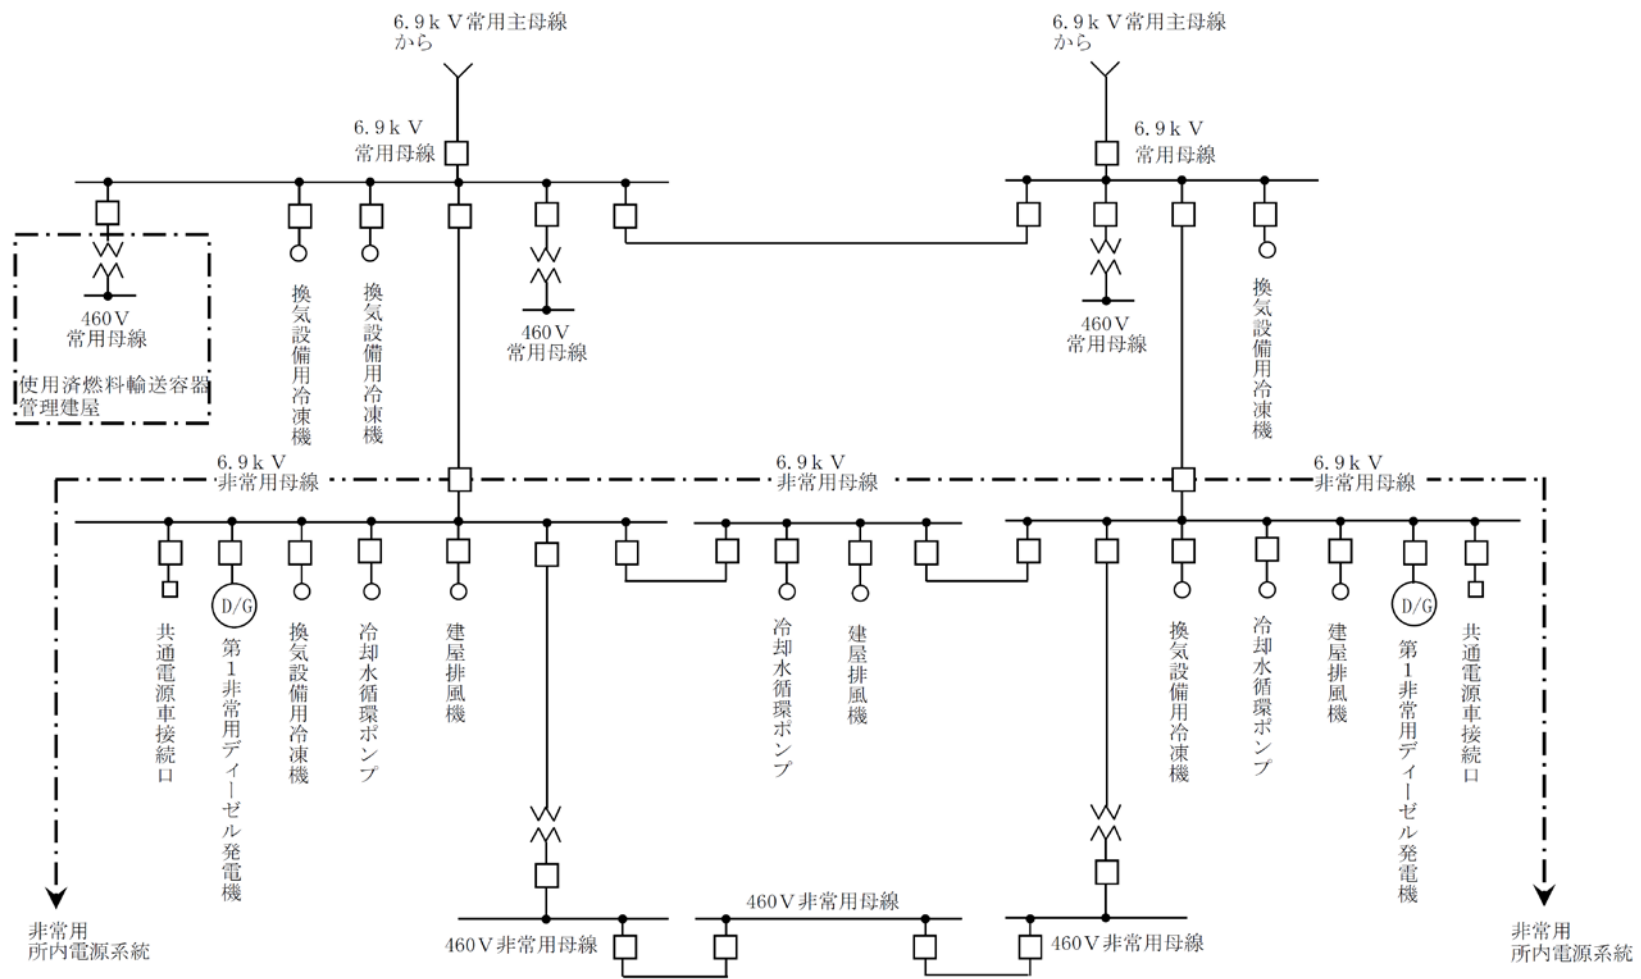 6.9kV常用主母線
から
6.9kV常用主母線
から
6.9kV
常用母線
6.9kV
常用母線
460V
常用母線
使用済燃料輸送容器
管理建屋
換気設備用冷凍機
換気設備用冷凍機
460V
常用母線
460V
常用母線
換気設備用冷凍機
6.9kV
非常用母線
6.9kV
非常用母線
6.9kV
非常用母線
D/G
D/G
共通電源車接続口
第1非常用ディーゼル発電機
換気設備用冷凍機
冷却水循環ポンプ
建屋排風機
冷却水循環ポンプ
建屋排風機
換気設備用冷凍機
冷却水循環ポンプ
建屋排風機
第1非常用ディーゼル発電機
共通電源車接続口
460V非常用母線
460V非常用母線
460V非常用母線
非常用
所内電源系統
非常用
所内電源系統